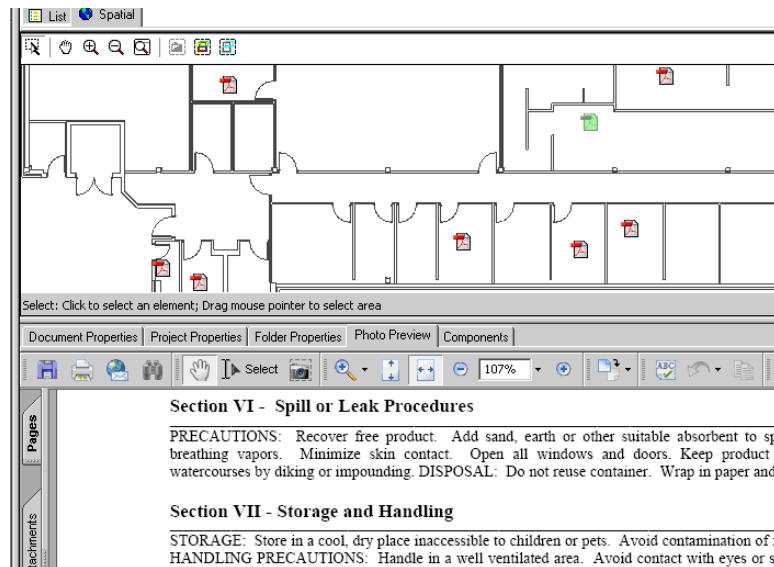 List Spatial
Select: Click to select an element; Drag mouse pointer to select area
Document Properties Project Properties Folder Properties Photo Preview Components
Select 107% ABC
Pages
Section VI - Spill or Leak Procedures
PRECAUTIONS: Recover free product. Add sand, earth or other suitable absorbent to sp
breathing vapors. Minimize skin contact. Open all windows and doors. Keep product
watercourses by diking or impounding. DISPOSAL: Do not reuse container. Wrap in paper and
Section VII - Storage and Handling
tachments
STORAGE: Store in a cool, dry place inaccessible to children or pets. Avoid contamination of
HANDLING PRECAUTIONS: Handle in a well ventilated area. Avoid contact with eyes or s